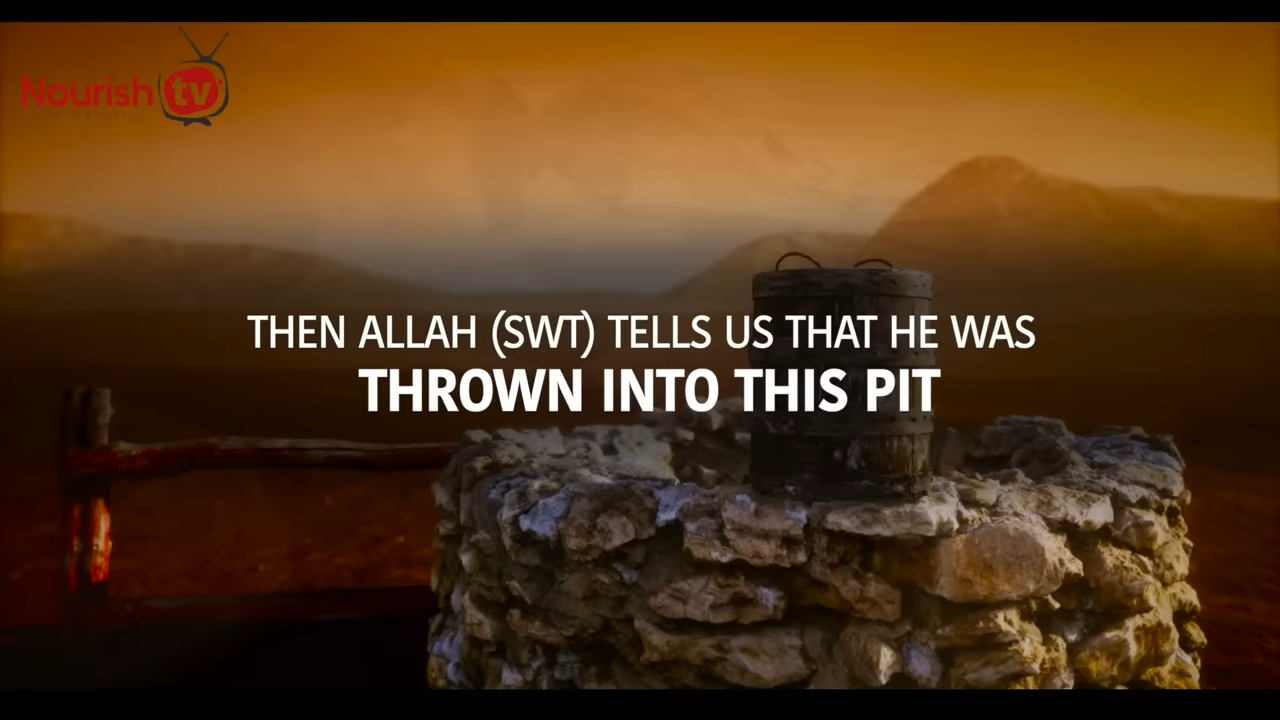 Nourish tv
THEN ALLAH (SWT) TELLS US THAT HE WAS
THROWN INTO THIS PIT